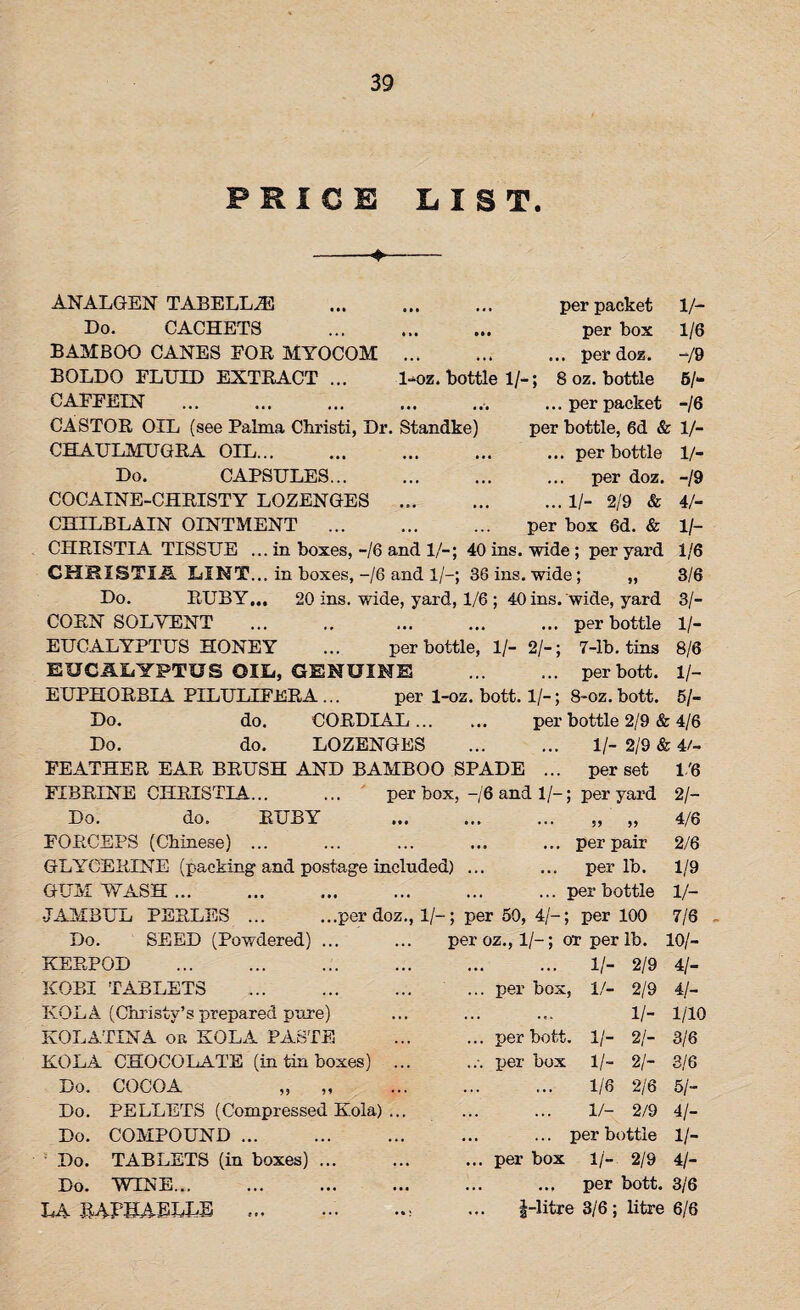 39
PRICE LIST.
ANALGEN TABELLÆ ... ... ... per packet 1/-
Do. CACHETS ... ... ... per box 1/6
BAMBOO CANES FOR MYOCOM ... ... ... per doz. -/9
BOLDO FLUID EXTRACT ... 1-oz. bottle 1/-; 8 oz. bottle 5/-
CAFFEIN ... ... ... ... ... ... per packet -/6
CASTOR OIL (see Palma Christi, Dr. Standke) per bottle, 6d & 1/-
CHAULMUGRA OIL... ... ... ... ... per bottle 1/-
Do. CAPSULES... ... ... ... per doz. -/9
COCAINE-CHRISTY LOZENGES ... ... ... 1/- 2/9 & 4/-
CHILBLAIN OINTMENT ... ... ... per box 6d. & 1/-
CHRISTIA TISSUE ... in boxes, -/6 and 1/-; 40 ins. wide; per yard 1/6
CHRISTIA LINT... in boxes, -/6 and 1/-; 36 ins. wide; „ 3/6
Do. RUBY... 20 ins. wide, yard, 1/6; 40 ins. wide, yard 3/-
CORN SOLVENT ... .. ... ... ... per bottle 1/-
EUCALYPTUS HONEY ... per bottle, 1/- 2/-; 7-lb. tins 8/6
EUCALYPTUS OIL, GENUINE ... ... per bott. 1/-
EUPHORBIA PILULIFERA... per 1-oz. bott. 1/-; 8-oz. bott. 5/-
Do. do. CORDIAL... ... per bottle 2/9 & 4/6
Do. do. LOZENGES ... ... 1/- 2/9 & 4/-
FEATHER EAR BRUSH AND BAMBOO SPADE ... per set 1/6
FIBRINE CHRISTIA... ... per box, -/6 and 1/-; per yard 2/-
Do. do. RUBY ... ... ... „ „ 4/6
FORCEPS (Chinese) ... ... ... ... ... per pair 2/6
GLYCERINE (packing and postage included) ... ... per lb. 1/9
GUM WASH ... ... ... ... ... ... per bottle 1/-
JAMBUL PERLES ... ...per doz., 1/-; per 50, 4/-; per 100 7/6
Do. SEED (Powdered) ... ... per oz., 1/-; or per lb. 10/-
KERPOD ... ... ... ... ... ... 1/- 2/9 4/-
KOBI TABLETS ... ... ... ... per box, 1/- 2/9 4/-
KOLA (Christy's prepared pure) ... ... ... 1/- 1/10
KOLATINA OR KOLA PASTE ... ... per bott. 1/- 2/- 3/6
KOLA CHOCOLATE (in tin boxes) ... ... per box 1/- 2/- 3/6
Do. COCOA „ „ ... ... ... 1/6 2/6 5/-
Do. PELLETS (Compressed Kola) ... ... ... 1/- 2/9 4/-
Do. COMPOUND ... ... ... ... ... per bottle 1/-
Do. TABLETS (in boxes) ... ... ... per box 1/- 2/9 4/-
Do. WINE... ... ... ... ... ... per bott. 3/6
LA RAPHAELLE ... ... ... ... ½-litre 3/6; litre 6/6